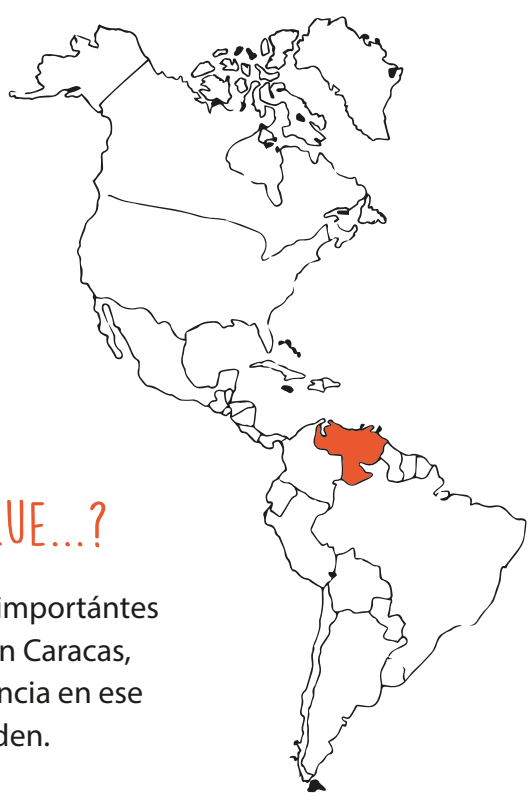 UE...?
importántes
n Caracas,
ncia en ese
den.